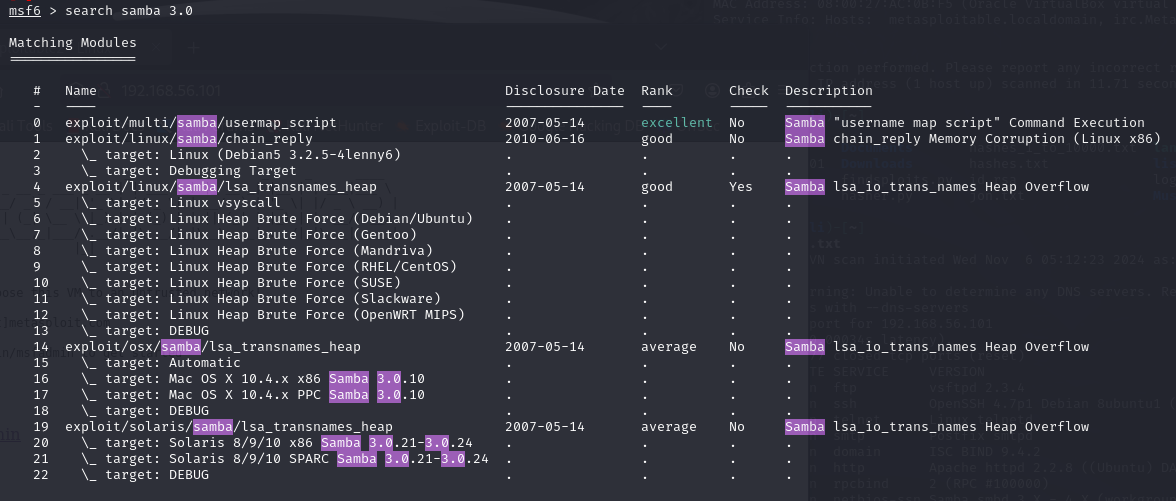 msf6 > search samba 3.0
Matching Modules
================
#   Name   Disclosure Date   Rank   Check   Description
-   ----   ---------------   ----   -----   -----------
0   exploit/multi/samba/usermap_script   2007-05-14   excellent   No   Samba "username map script" Command Execution
1   exploit/linux/samba/chain_reply   2010-06-16   good   No   Samba chain_reply Memory Corruption (Linux x86)
2   \_ target: Linux (Debian5 3.2.5-4lenny6)   .   .   .   .
3   \_ target: Debugging Target   .   .   .   .
4   exploit/linux/samba/lsa_transnames_heap   2007-05-14   good   Yes   Samba lsa_io_trans_names Heap Overflow
5   \_ target: Linux vsyscall   .   .   .   .
6   \_ target: Linux Heap Brute Force (Debian/Ubuntu)   .   .   .   .
7   \_ target: Linux Heap Brute Force (Gentoo)   .   .   .   .
8   \_ target: Linux Heap Brute Force (Mandriva)   .   .   .   .
9   \_ target: Linux Heap Brute Force (RHEL/CentOS)   .   .   .   .
10   \_ target: Linux Heap Brute Force (SUSE)   .   .   .   .
11   \_ target: Linux Heap Brute Force (Slackware)   .   .   .   .
12   \_ target: Linux Heap Brute Force (OpenWRT MIPS)   .   .   .   .
13   \_ target: DEBUG   .   .   .   .
14   exploit/osx/samba/lsa_transnames_heap   2007-05-14   average   No   Samba lsa_io_trans_names Heap Overflow
15   \_ target: Automatic   .   .   .   .
16   \_ target: Mac OS X 10.4.x x86 Samba 3.0.10   .   .   .   .
17   \_ target: Mac OS X 10.4.x PPC Samba 3.0.10   .   .   .   .
18   \_ target: DEBUG   .   .   .   .
19   exploit/solaris/samba/lsa_transnames_heap   2007-05-14   average   No   Samba lsa_io_trans_names Heap Overflow
20   \_ target: Solaris 8/9/10 x86 Samba 3.0.21-3.0.24   .   .   .   .
21   \_ target: Solaris 8/9/10 SPARC Samba 3.0.21-3.0.24   .   .   .   .
22   \_ target: DEBUG   .   .   .   .